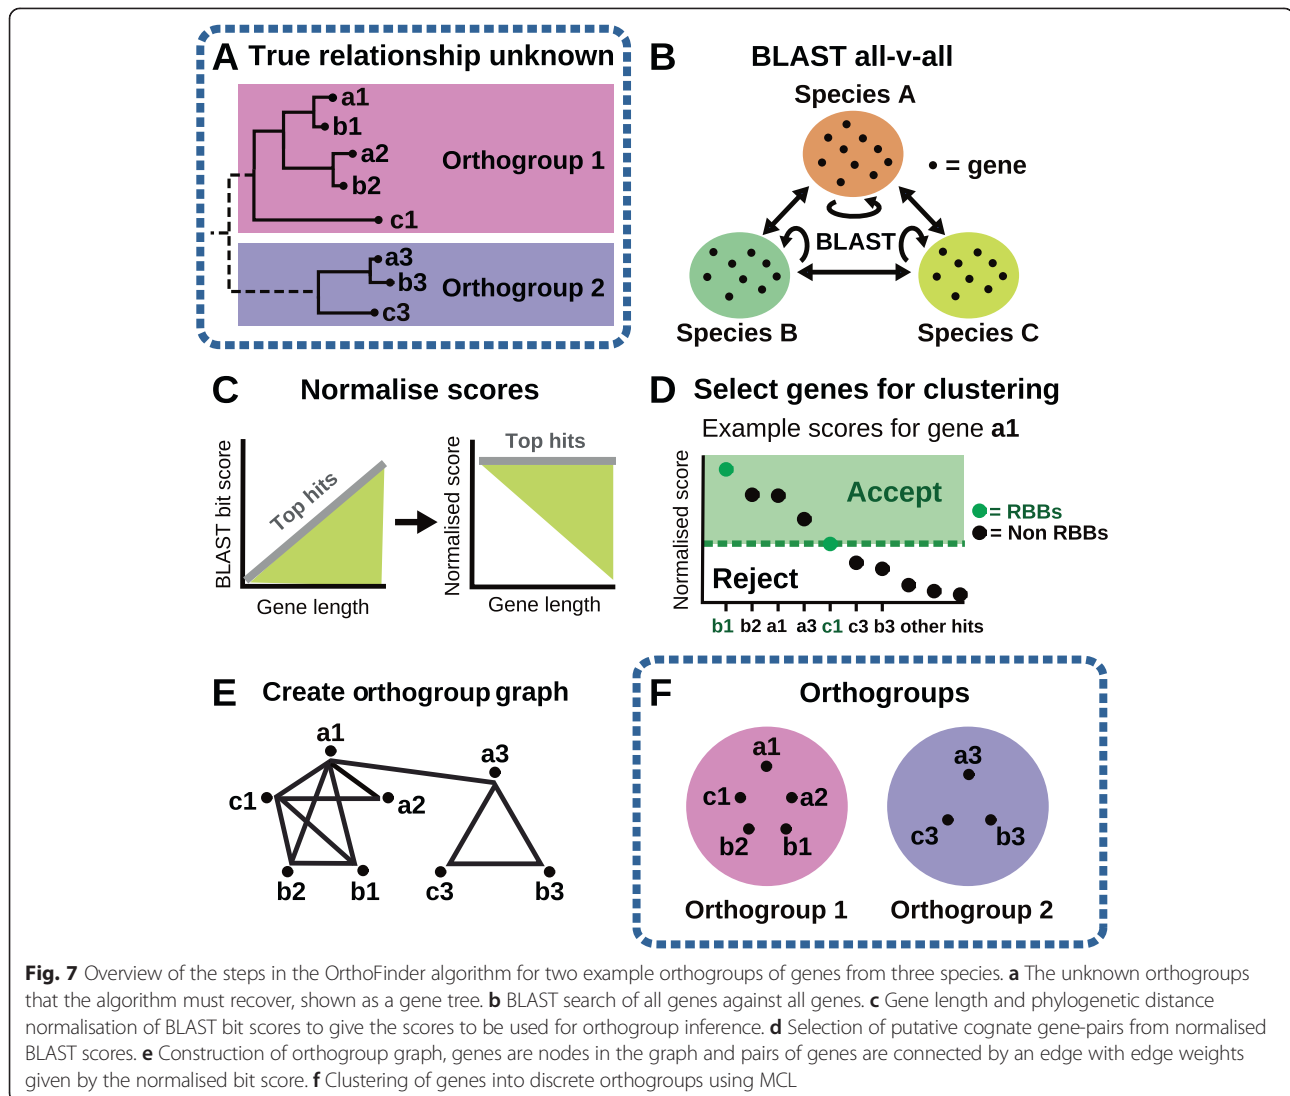 A True relationship unknown
a1
b1
a2
b2
c1
Orthogroup 1
a3
b3
c3
Orthogroup 2
B BLAST all-v-all
Species A
• = gene
BLAST
Species B
Species C
C Normalise scores
BLAST bit score
Top hits
Gene length
Normalised score
Top hits
Gene length
D Select genes for clustering
Example scores for gene a1
Normalised score
Accept
Reject
= RBBs
= Non RBBs
b1 b2 a1 a3 c1 c3 b3 other hits
E Create orthogroup graph
a1
a3
c1
a2
b2
b1
c3
b3
F Orthogroups
a1
c1
a2
b2
b1
Orthogroup 1
a3
c3
b3
Orthogroup 2
Fig. 7 Overview of the steps in the OrthoFinder algorithm for two example orthogroups of genes from three species. a The unknown orthogroups
that the algorithm must recover, shown as a gene tree. b BLAST search of all genes against all genes. c Gene length and phylogenetic distance
normalisation of BLAST bit scores to give the scores to be used for orthogroup inference. d Selection of putative cognate gene-pairs from normalised
BLAST scores. e Construction of orthogroup graph, genes are nodes in the graph and pairs of genes are connected by an edge with edge weights
given by the normalised bit score. f Clustering of genes into discrete orthogroups using MCL